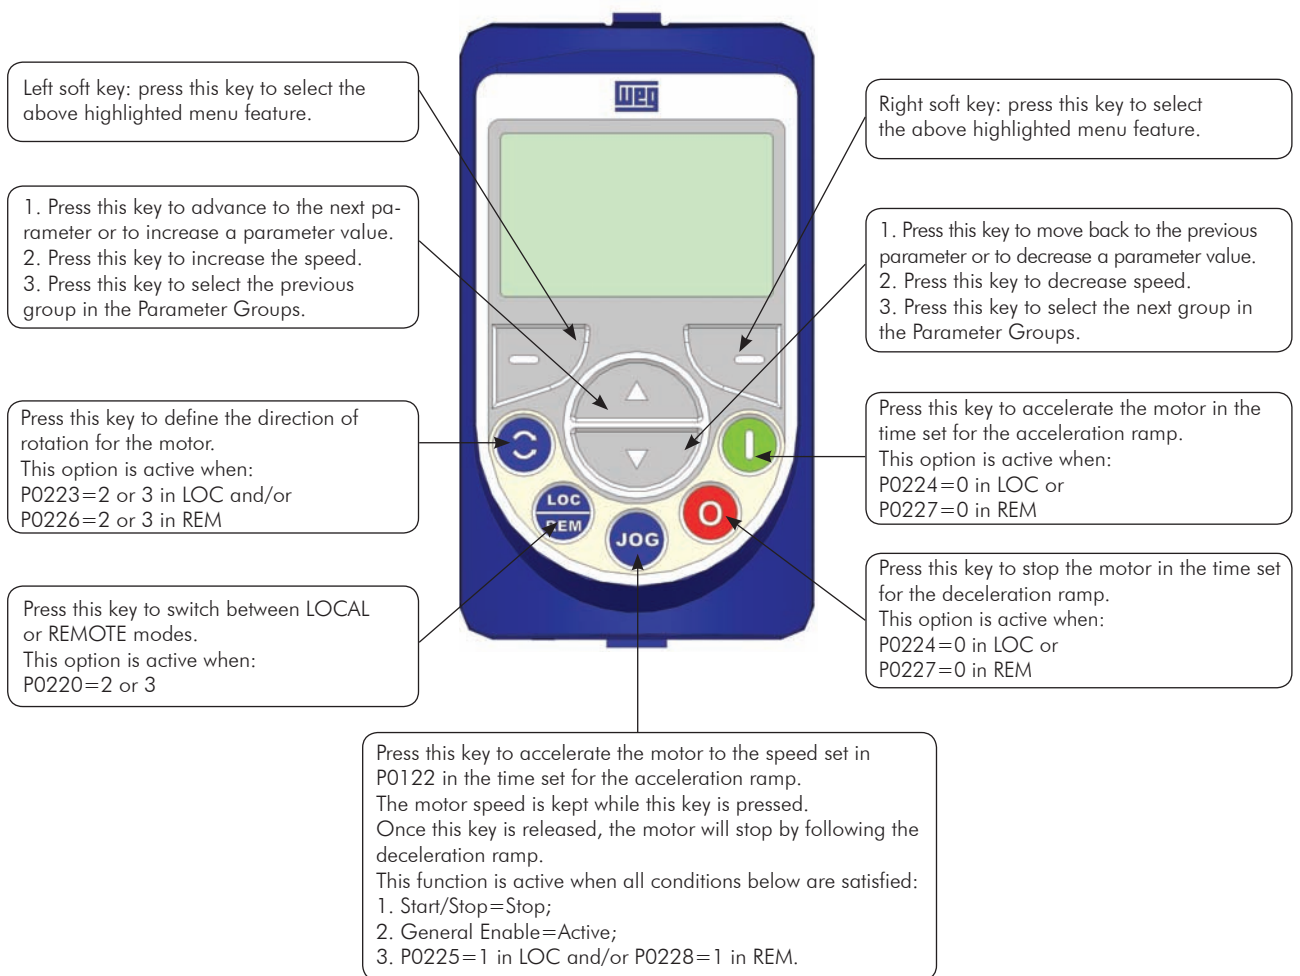 Left soft key: press this key to select the
above highlighted menu feature.
weg
Right soft key: press this key to select
the above highlighted menu feature.
1. Press this key to advance to the next pa-
rameter or to increase a parameter value.
2. Press this key to increase the speed.
3. Press this key to select the previous
group in the Parameter Groups.
1. Press this key to move back to the previous
parameter or to decrease a parameter value.
2. Press this key to decrease speed.
3. Press this key to select the next group in
the Parameter Groups.
Press this key to define the direction of
rotation for the motor.
This option is active when:
P0223=2 or 3 in LOC and/or
P0226=2 or 3 in REM
Press this key to accelerate the motor in the
time set for the acceleration ramp.
This option is active when:
P0224=0 in LOC or
P0227=0 in REM
I
LOC
REM
JOG
O
Press this key to switch between LOCAL
or REMOTE modes.
This option is active when:
P0220=2 or 3
Press this key to stop the motor in the time set
for the deceleration ramp.
This option is active when:
P0224=0 in LOC or
P0227=0 in REM
Press this key to accelerate the motor to the speed set in
P0122 in the time set for the acceleration ramp.
The motor speed is kept while this key is pressed.
Once this key is released, the motor will stop by following the
deceleration ramp.
This function is active when all conditions below are satisfied:
1. Start/Stop=Stop;
2. General Enable=Active;
3. P0225=1 in LOC and/or P0228=1 in REM.